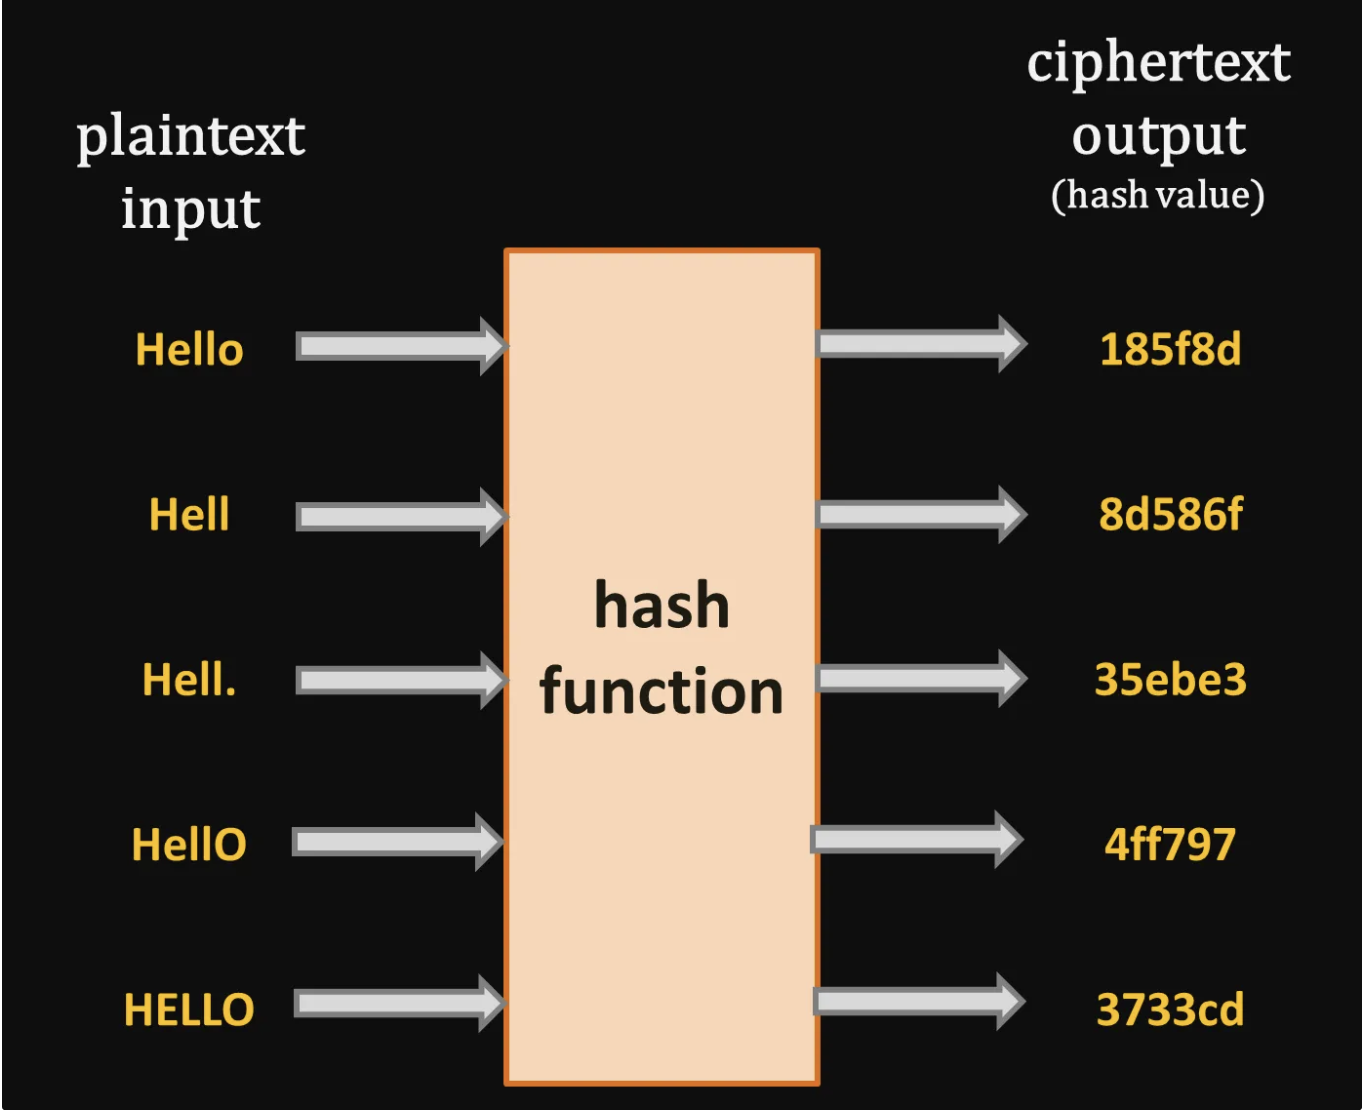 plaintext
input
ciphertext
output
(hash value)
Hello
185f8d
Hell
8d586f
hash
function
Hell.
35ebe3
HellO
4ff797
HELLO
3733cd